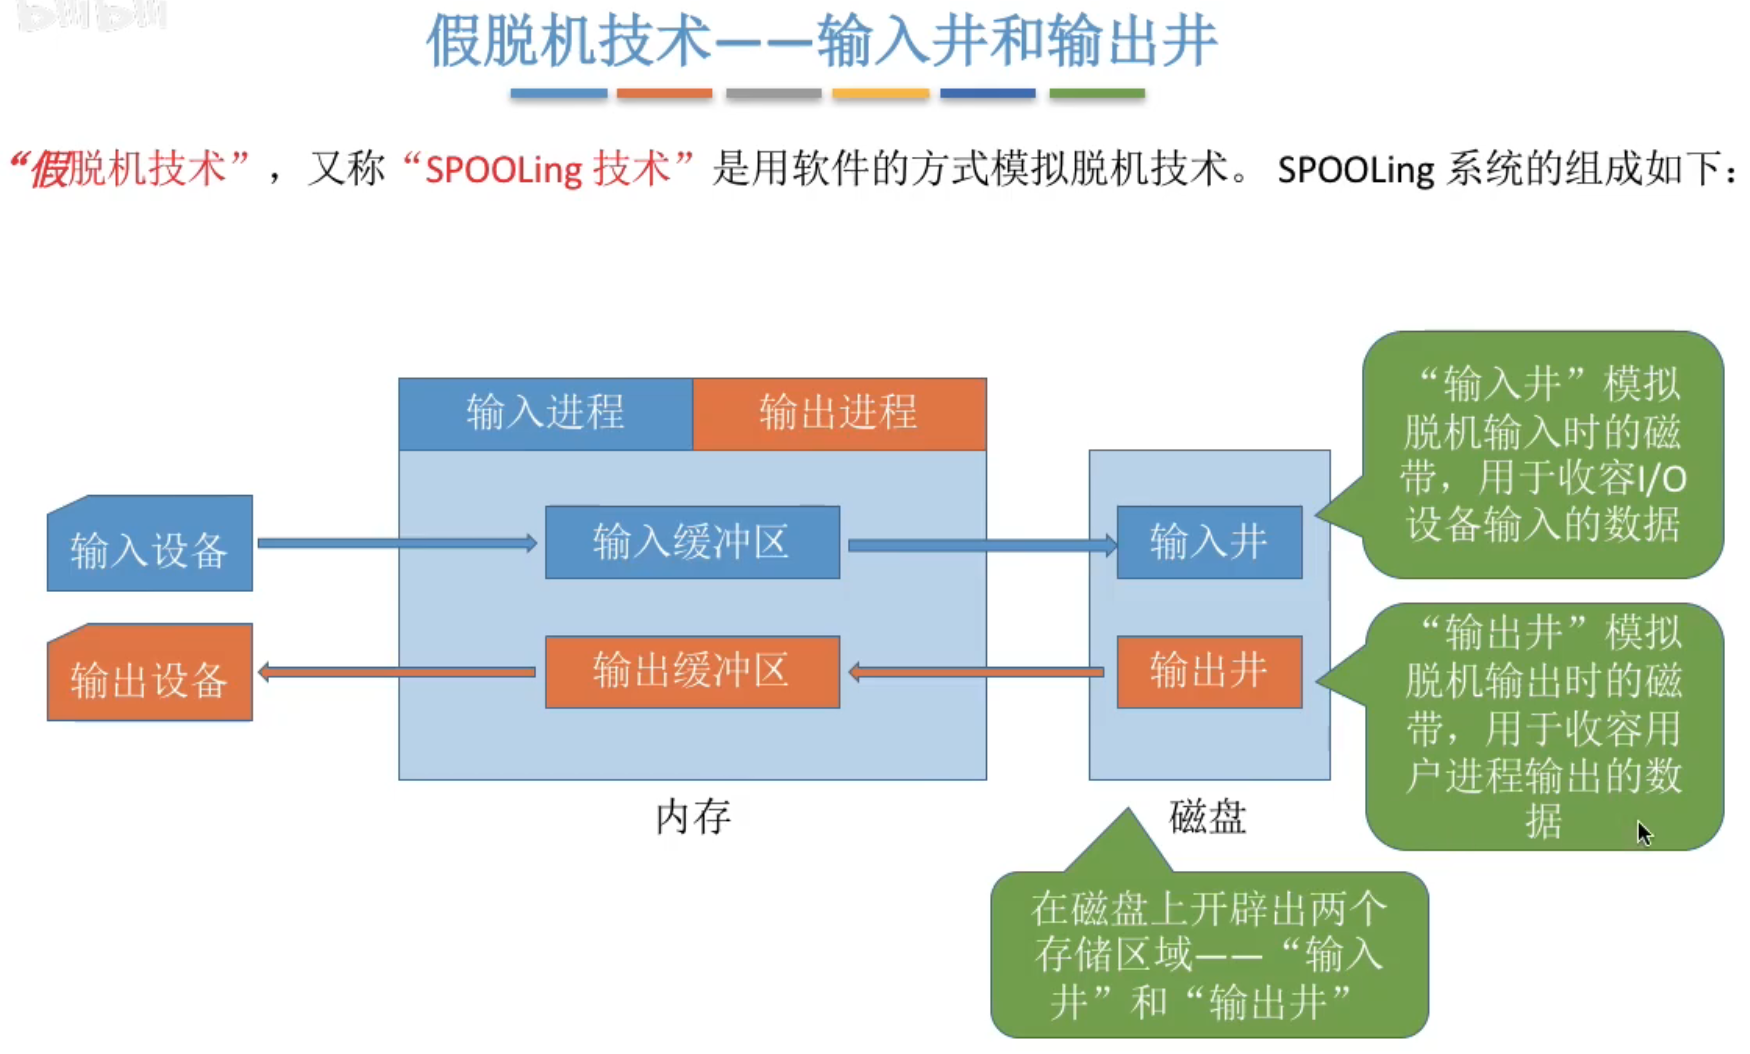 假脱机技术——输入井和输出井
“假脱机技术”，又称“SPOOLing 技术”是用软件的方式模拟脱机技术。 SPOOLing 系统的组成如下：
输入进程
输出进程
输入设备
输入缓冲区
输入井
输出设备
输出缓冲区
输出井
内存
磁盘
“输入井”模拟
脱机输入时的磁
带，用于收容I/O
设备输入的数据
“输出井”模拟
脱机输出时的磁
带，用于收容用
户进程输出的数
据
在磁盘上开辟出两个
存储区域——“输入
井”和“输出井”